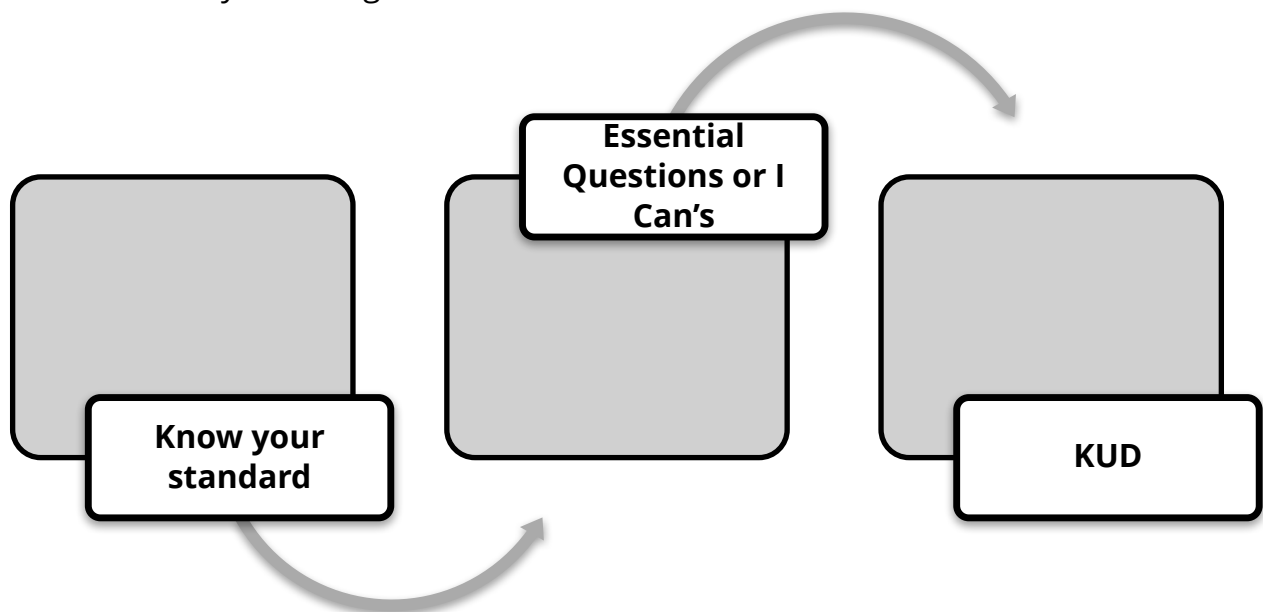 Know your
standard
Essential
Questions or I
Can’s
KUD